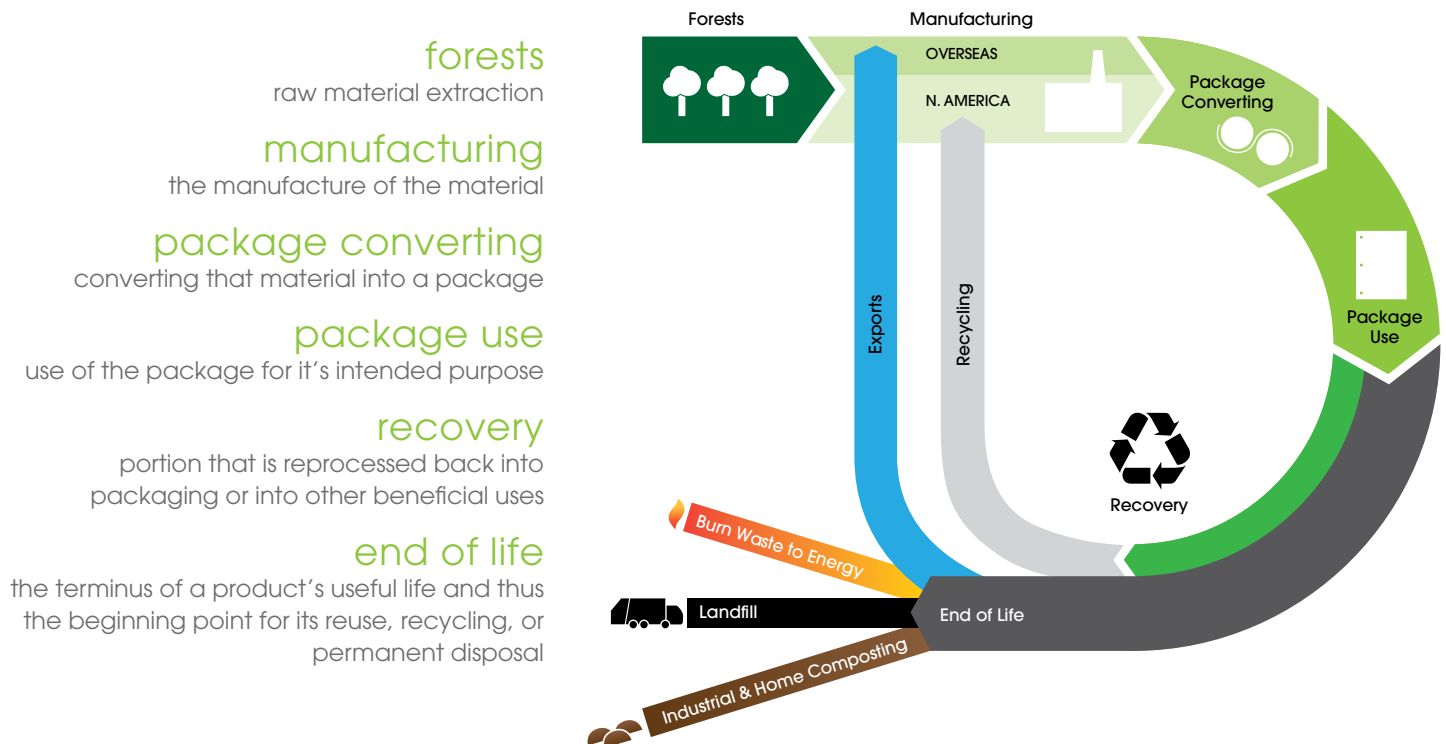 forests
raw material extraction
manufacturing
the manufacture of the material
package converting
converting that material into a package
package use
use of the package for it’s intended purpose
recovery
portion that is reprocessed back into
packaging or into other beneficial uses
end of life
the terminus of a product’s useful life and thus
the beginning point for its reuse, recycling, or
permanent disposal
Forests
Manufacturing
OVERSEAS
N. AMERICA
Package
Converting
Package
Use
Exports
Recycling
Recovery
Burn Waste to Energy
Landfill
End of Life
Industrial & Home Composting